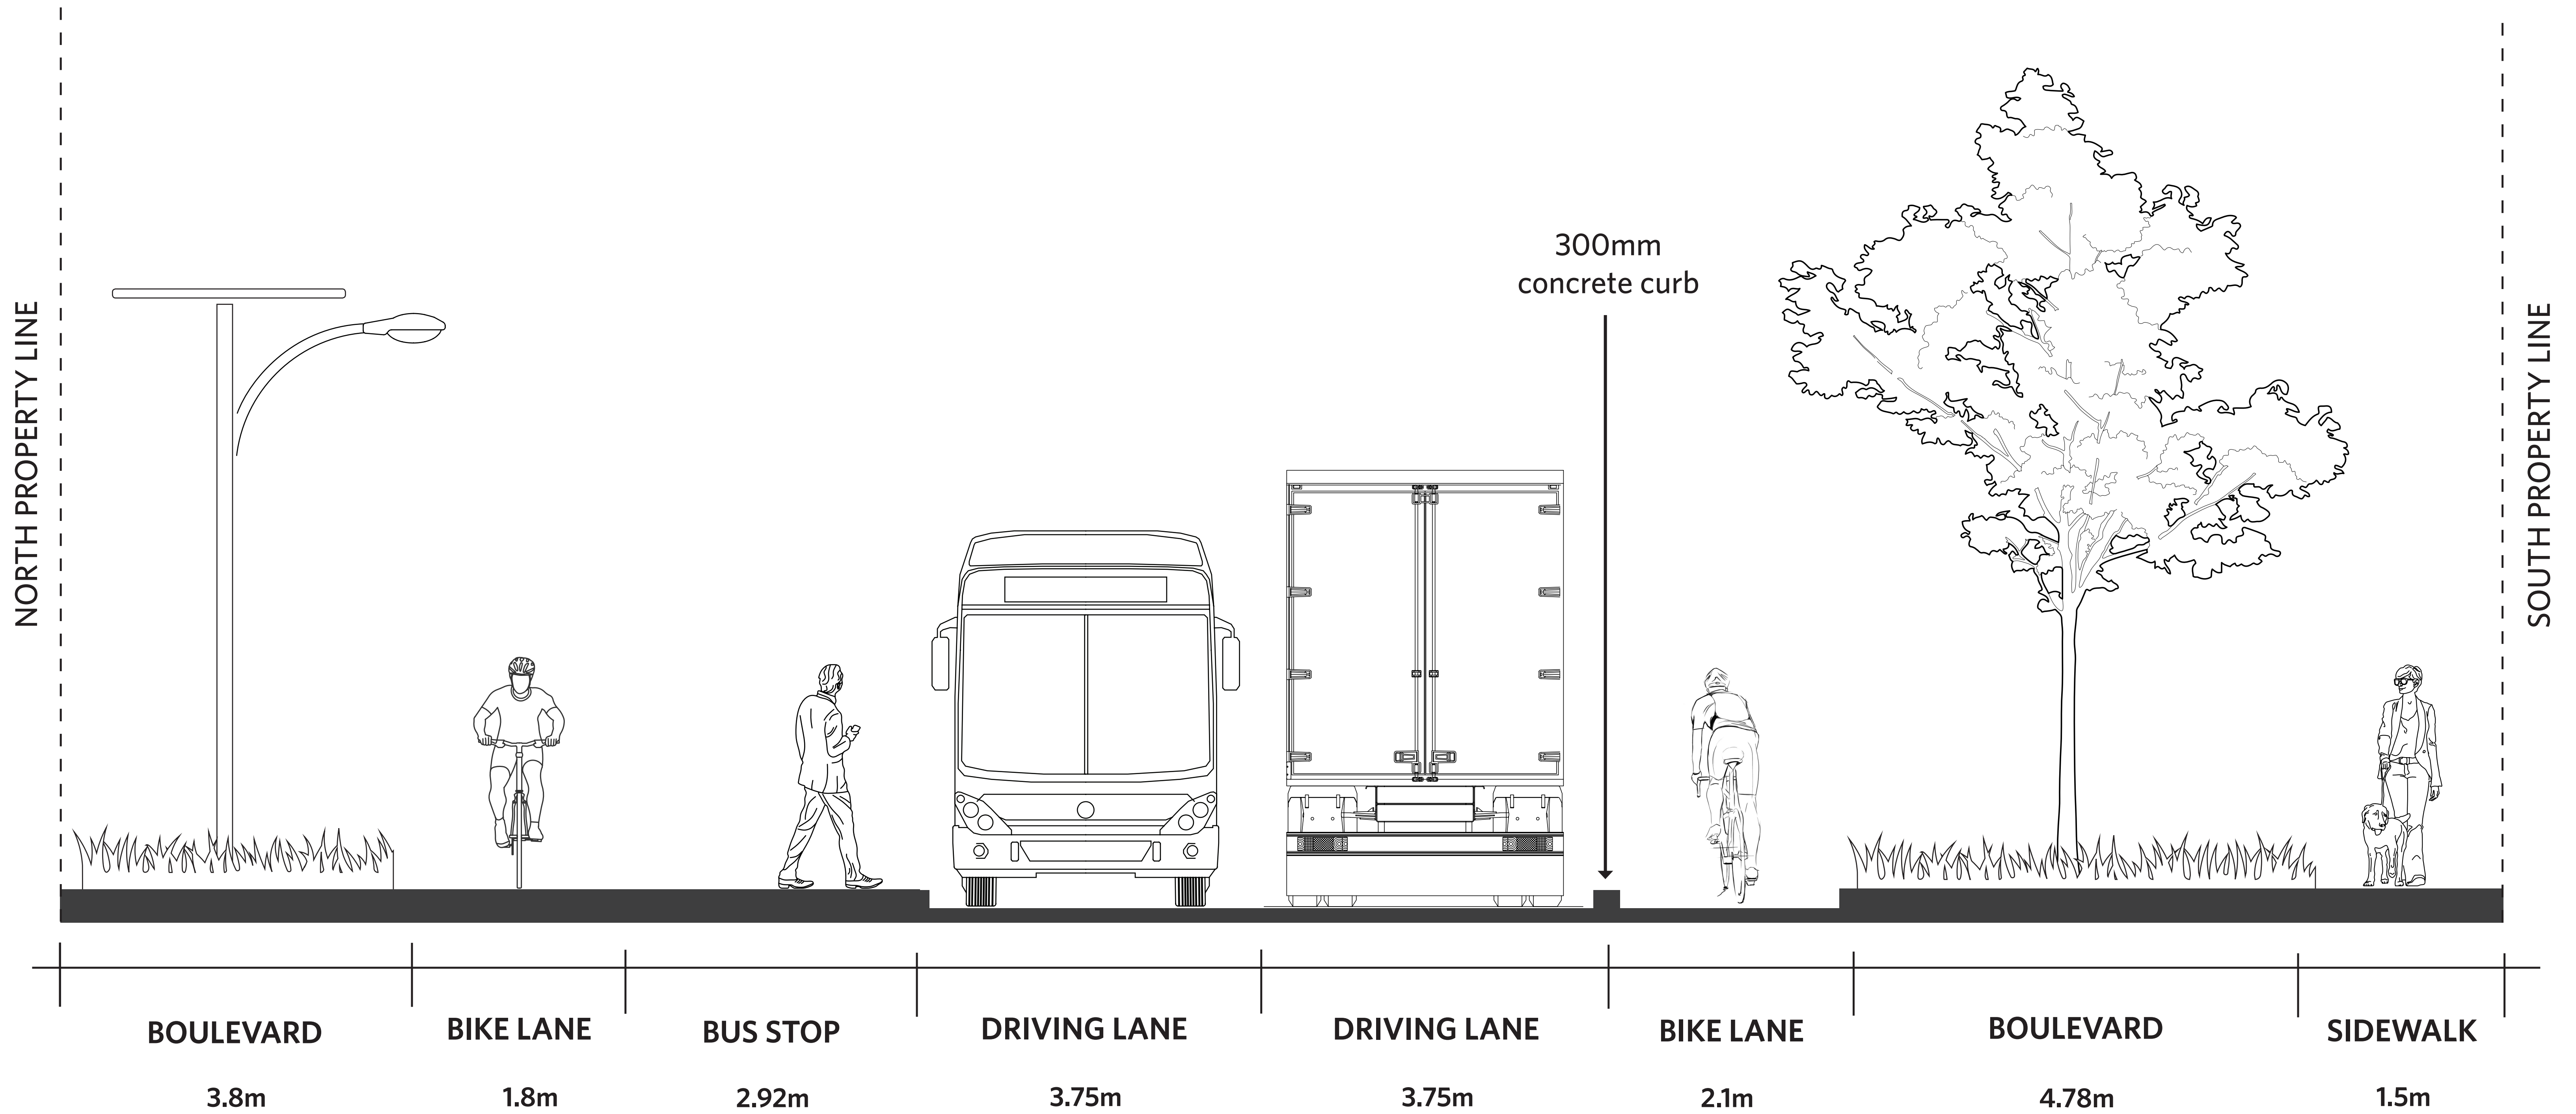 NORTH PROPERTY LINE
300mm
concrete curb
SOUTH PROPERTY LINE
BOULEVARD
BIKE LANE
BUS STOP
DRIVING LANE
DRIVING LANE
BIKE LANE
BOULEVARD
SIDEWALK
3.8m
1.8m
2.92m
3.75m
3.75m
2.1m
4.78m
1.5m